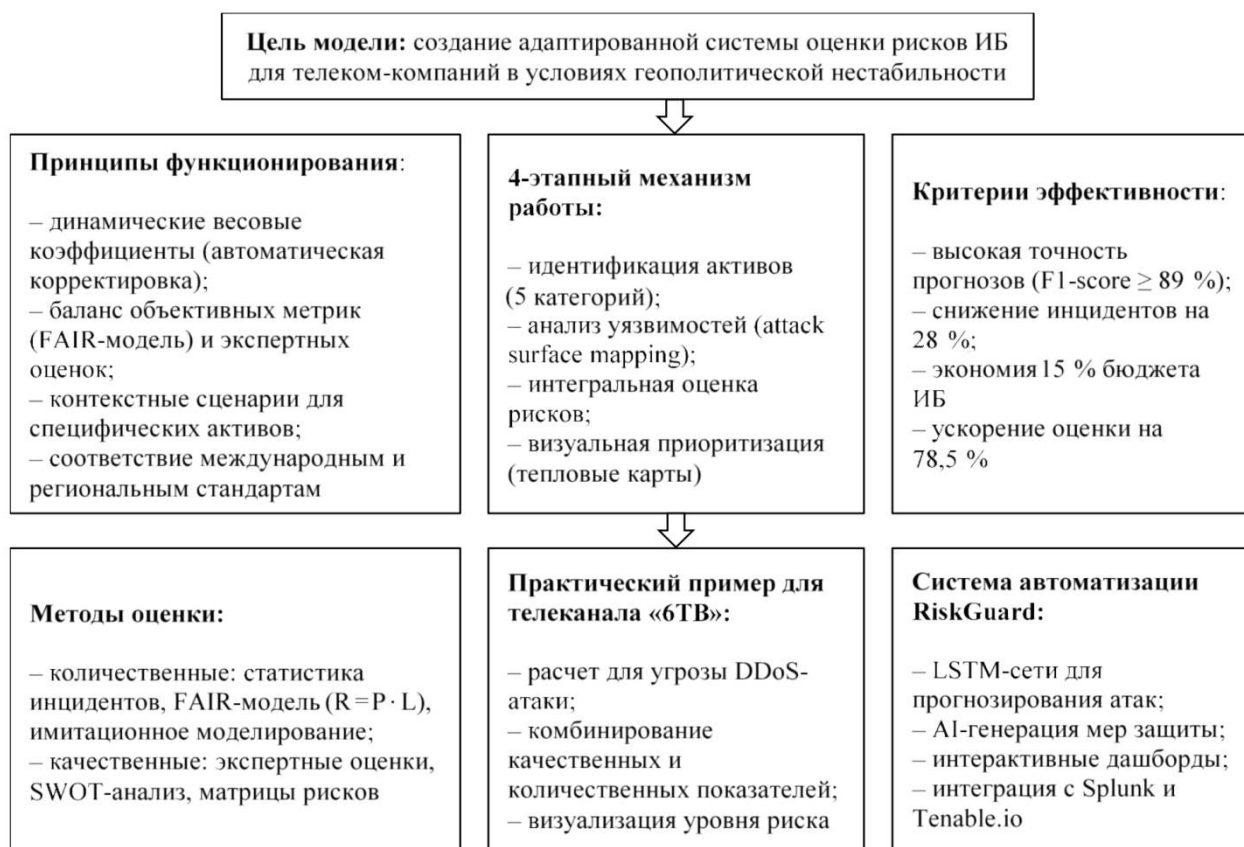 Цель модели: создание адаптированной системы оценки рисков ИБ
для телеком-компаний в условиях геополитической нестабильности
Принципы функционирования:
– динамические весовые
коэффициенты (автоматическая
корректировка);
– баланс объективных метрик
(FAIR-модель) и экспертных
оценок;
– контекстные сценарии для
специфических активов;
– соответствие международным и
региональным стандартам
4-этапный механизм
работы:
– идентификация активов
(5 категорий);
– анализ уязвимостей (attack
surface mapping);
– интегральная оценка
рисков;
– визуальная приоритизация
(тепловые карты)
Критерии эффективности:
– высокая точность
прогнозов (F1-score ≥ 89 %);
– снижение инцидентов на
28 %;
– экономия 15 % бюджета
ИБ
– ускорение оценки на
78,5 %
Методы оценки:
– количественные: статистика
инцидентов, FAIR-модель (R = P · L),
имитационное моделирование;
– качественные: экспертные оценки,
SWOT-анализ, матрицы рисков
Практический пример для
телеканала «6ТВ»:
– расчет для угрозы DDoS-
атаки;
– комбинирование
качественных и
количественных показателей;
– визуализация уровня риска
Система автоматизации
RiskGuard:
– LSTM-сети для
прогнозирования атак;
– AI-генерация мер защиты;
– интерактивные дашборды;
– интеграция с Splunk и
Tenable.io